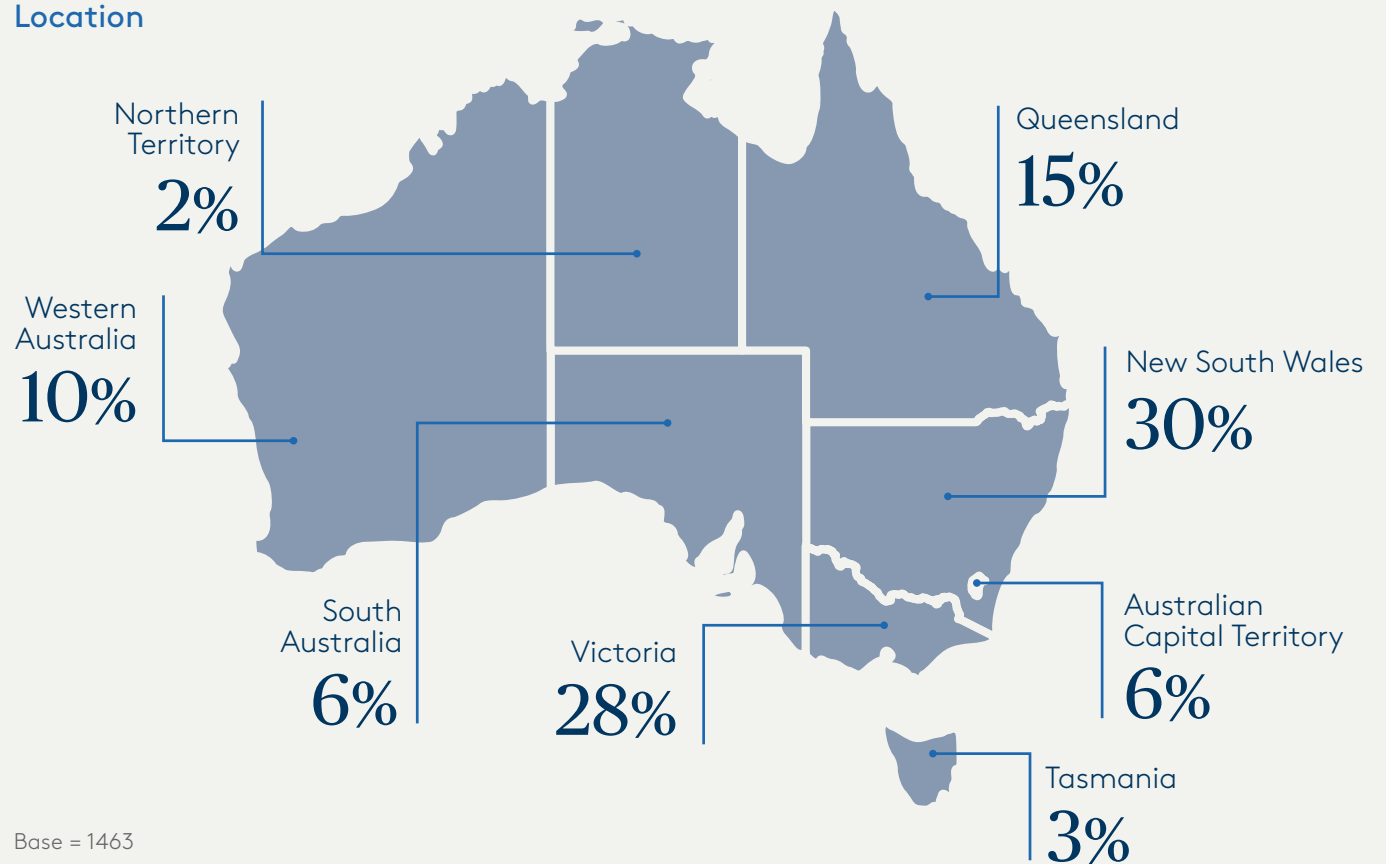 Location
Northern
Territory
2%
Queensland
15%
Western
Australia
10%
New South Wales
30%
South
Australia
6%
Victoria
28%
Australian
Capital Territory
6%
Tasmania
3%
Base = 1463